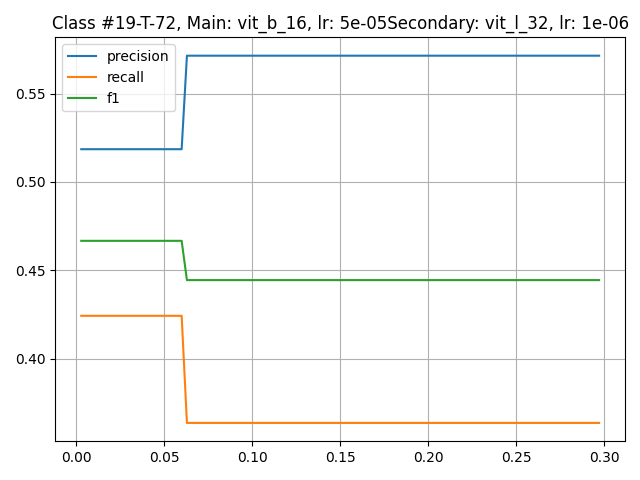 Class #19-T-72, Main: vit_b_16, lr: 5e-05Secondary: vit_l_32, lr: 1e-06
precision
recall
f1
0.55
0.50
0.45
0.40
0.00 0.05 0.10 0.15 0.20 0.25 0.30